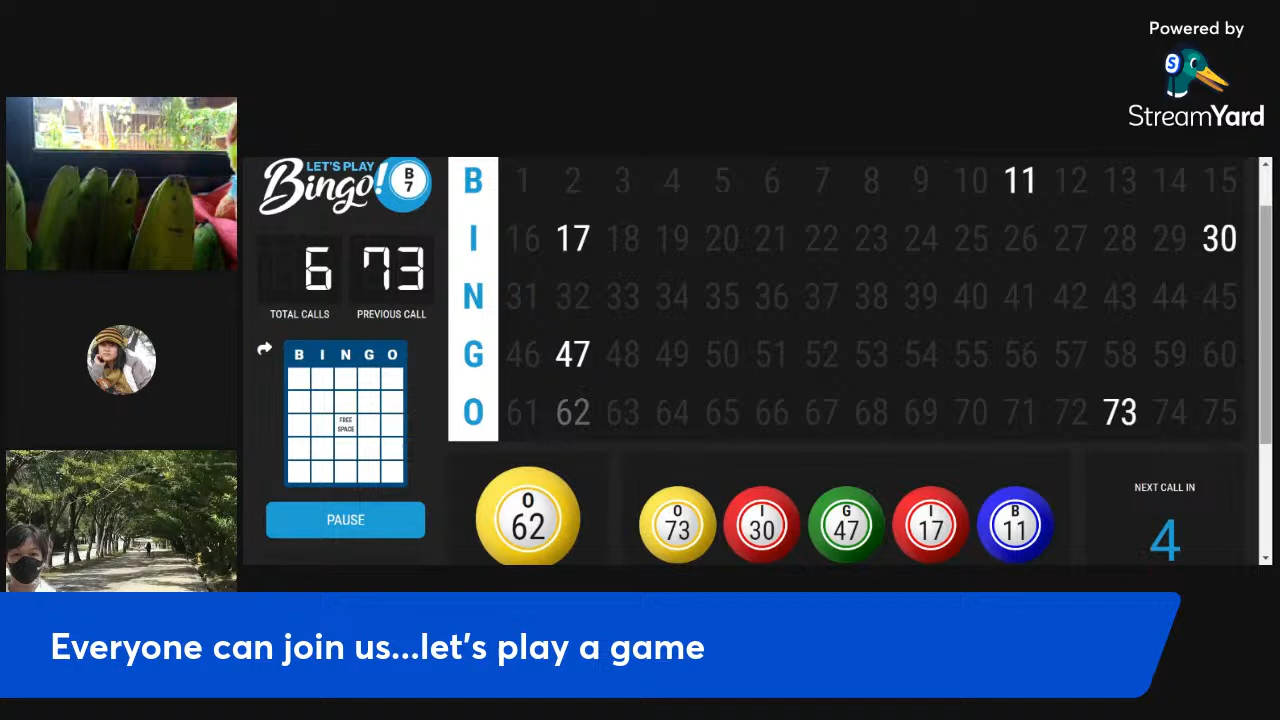 Powered by
StreamYard
LET'S PLAY
Bingo!
B
7
6 73
TOTAL CALLS PREVIOUS CALL
B I N G O
FREE
SPACE
PAUSE
B 1 2 3 4 5 6 7 8 9 10 11 12 13 14 15
I 16 17 18 19 20 21 22 23 24 25 26 27 28 29 30
N 31 32 33 34 35 36 37 38 39 40 41 42 43 44 45
G 46 47 48 49 50 51 52 53 54 55 56 57 58 59 60
O 61 62 63 64 65 66 67 68 69 70 71 72 73 74 75
O
62
O
73
I
30
G
47
I
17
B
11
NEXT CALL IN
4
Everyone can join us...let's play a game